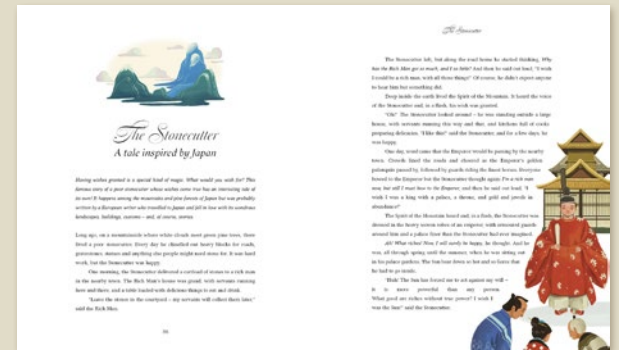 The Stonecutter
A tale inspired by Japan
Having wishes granted is a special kind of magic. What would you wish for? This
famous story of a poor stonecutter whose wishes come true has an interesting tale of
its own! It happens among the mountains and pine forests of Japan but was probably
written by a European writer who travelled to Japan and fell in love with its wondrous
landscapes, buildings, customs – and, of course, stories.
Long ago, on a mountainside where white clouds meet green pine trees, there
lived a poor stonecutter. Every day he chiselled out heavy blocks for roads,
gravestones, statues and anything else people might need stone for. It was hard
work, but the Stonecutter was happy.
One morning, the Stonecutter delivered a cartload of stones to a rich man
in the nearby town. The Rich Man's house was grand, with servants running
here and there, and a table loaded with delicious things to eat and drink.
'Leave the stones in the courtyard – my servants will collect them later,'
said the Rich Man.
The Stonecutter
The Stonecutter left, but along the road home he started thinking, Why
has the Rich Man got so much, and I so little? And then he said out loud, 'I wish
I could be a rich man, with all those things!' Of course, he didn't expect anyone
to hear him but something did.
Deep inside the earth lived the Spirit of the Mountain. It heard the voice
of the Stonecutter and, in a flash, his wish was granted.
'Oh!' The Stonecutter looked around – he was standing outside a large
house, with servants running this way and that, and kitchens full of cooks
preparing delicacies. 'I like this!' said the Stonecutter, and for a few days, he
was happy.
One day, word came that the Emperor would be passing by the nearby
town. Crowds lined the roads and cheered as the Emperor's golden
palanquin passed by, followed by guards riding the finest horses. Everyone
bowed to the Emperor but the Stonecutter thought again I'm a rich man
now, but still I must bow to the Emperor, and then he said out loud, 'I
wish I was a king with a palace, a throne, and gold and jewels in
abundance!'
The Spirit of the Mountain heard and, in a flash, the Stonecutter was
dressed in the heavy woven robes of an emperor, with uniformed guards
around him and a palace finer than the Stonecutter had ever imagined.
Ah! What riches! Now, I will surely be happy, he thought. And he
was, all through spring until the summer, when he was sitting out
in his palace gardens. The sun beat down so hot and so fierce that
he had to go inside.
'Huh! The Sun has forced me to act against my will –
it is more powerful than any person.
What good are riches without true power? I wish I
was the Sun!' said the Stonecutter.